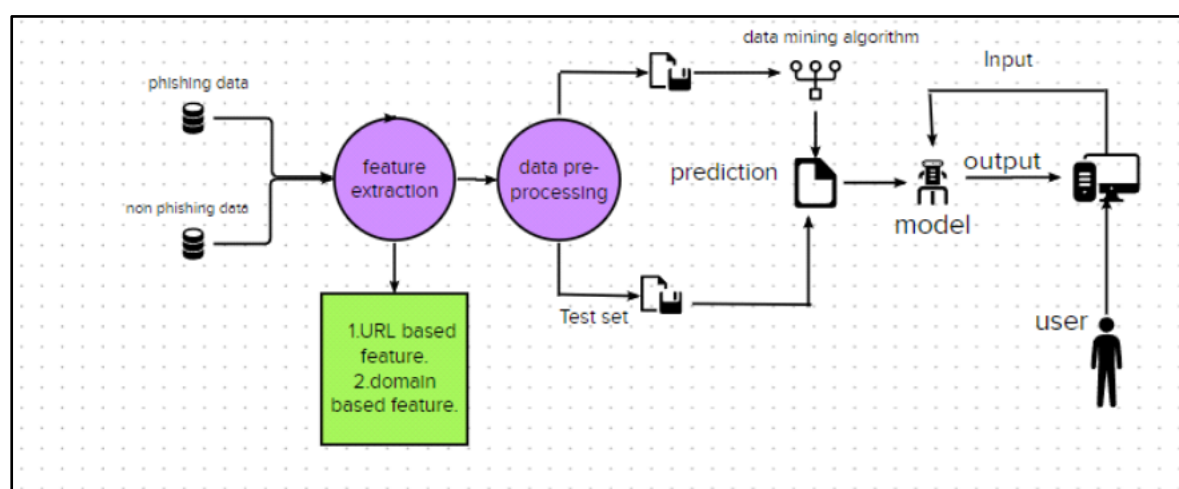 phishing data
non phishing data
feature
extraction
1.URL based
feature.
2.domain
based feature.
data pre-
processing
Test set
data mining algorithm
prediction
model
Input
output
user